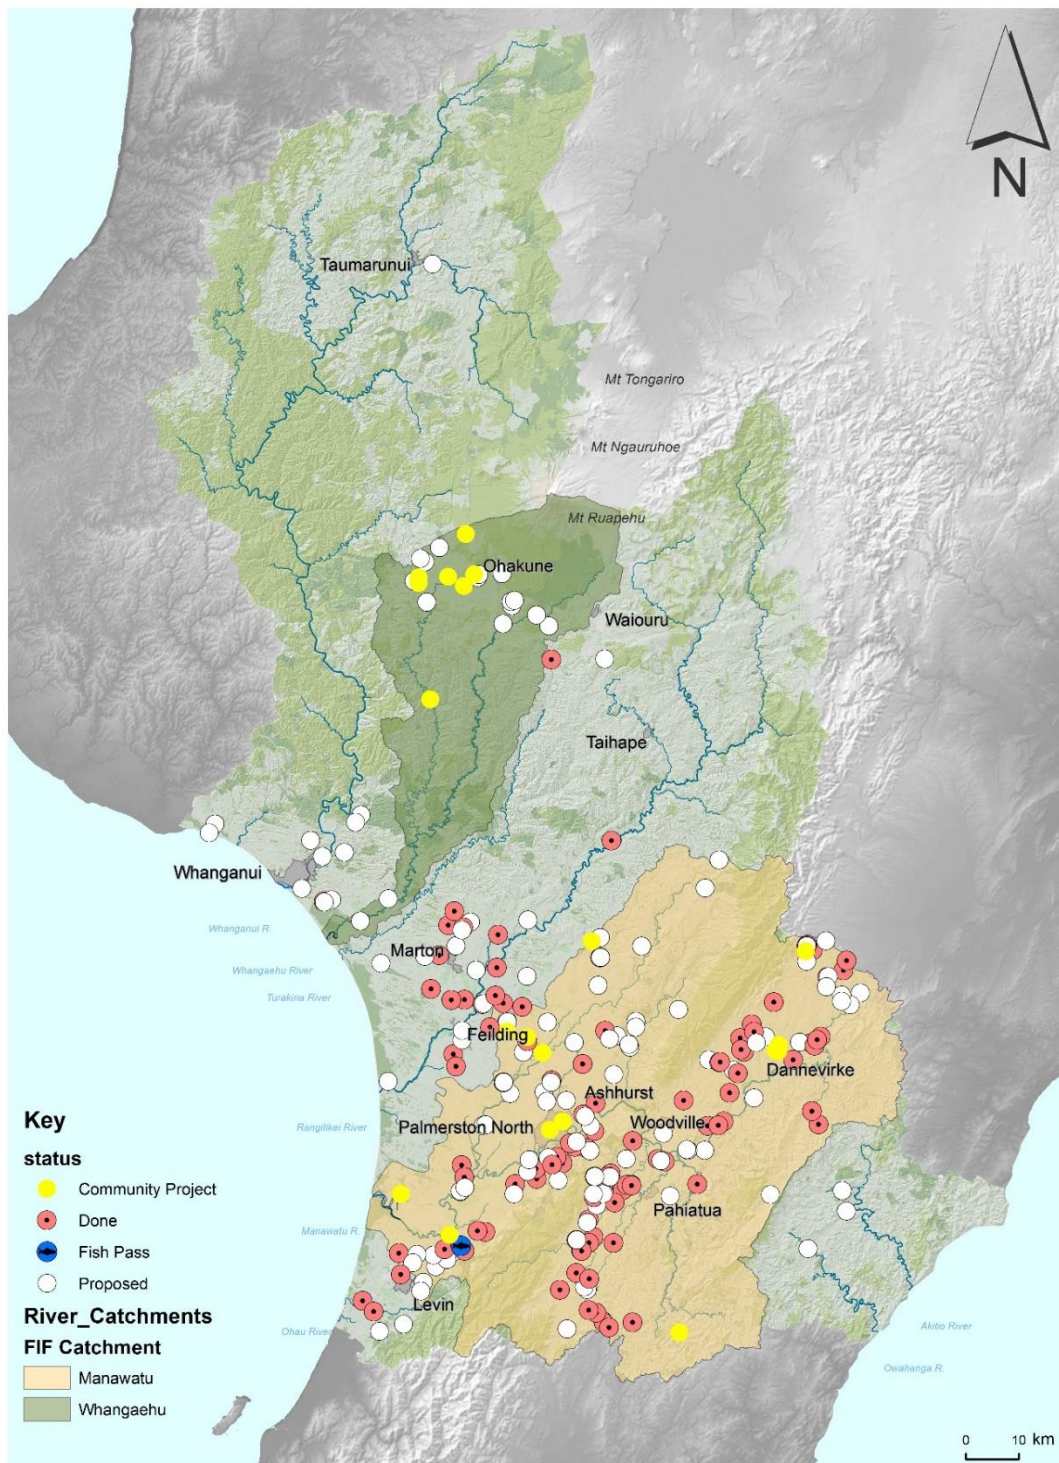 N
Taumarunui
Mt Tongariro
Mt Ngauruhoe
Mt Ruapehu
Ohakune
Waiouru
Taihape
Whanganui
Whanganui R.
Marton
Whangaehu River
Turakina River
Feilding
Dannevirke
Ashhurst
Rangitikei River
Palmerston North
Woodville
Pahiatua
Manawatu R.
Levin
Ohau River
Akitio River
Owahanga R.
Key
status
Community Project
Done
Fish Pass
Proposed
River_Catchments
FIF Catchment
Manawatu
Whangaehu
0 10 km